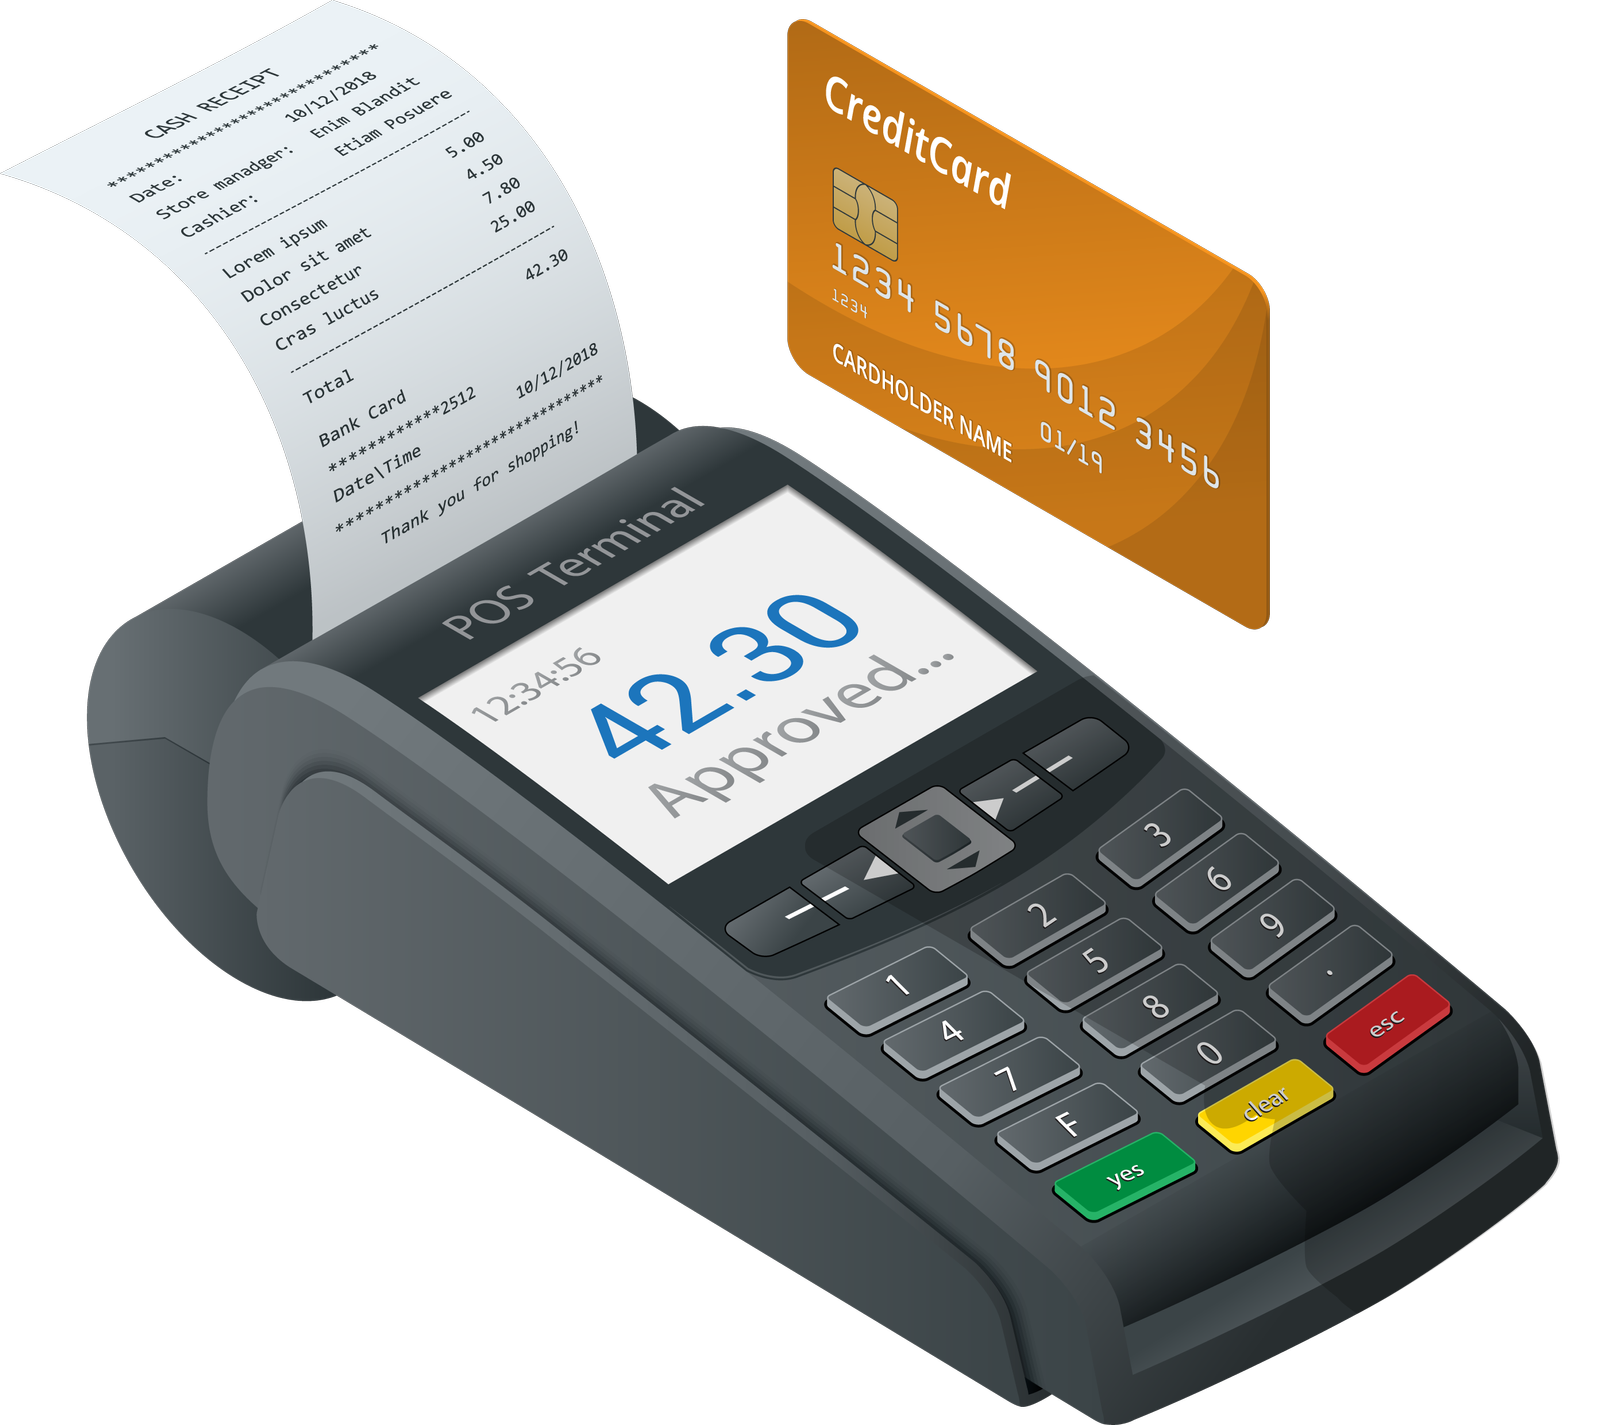 CASH RECEIPT
******************************
Date: 10/12/2018
Store manadger: Enim Blandit
Cashier: Etiam Posuere
--------------------------------
Lorem ipsum 5.00
Dolor sit amet 4.50
Consectetur 7.80
Cras luctus 25.00
--------------------------------
Total 42.30
Bank Card
************2512
Date\Time 10/12/2018
******************************
Thank you for shopping!
CreditCard
1234 5678 9012 3456
1234
01/19
CARDHOLDER NAME
POS Terminal
12:34:56
42.30
Approved...
1 2 3
4 5 6
7 8 9
F 0 .
yes clear esc